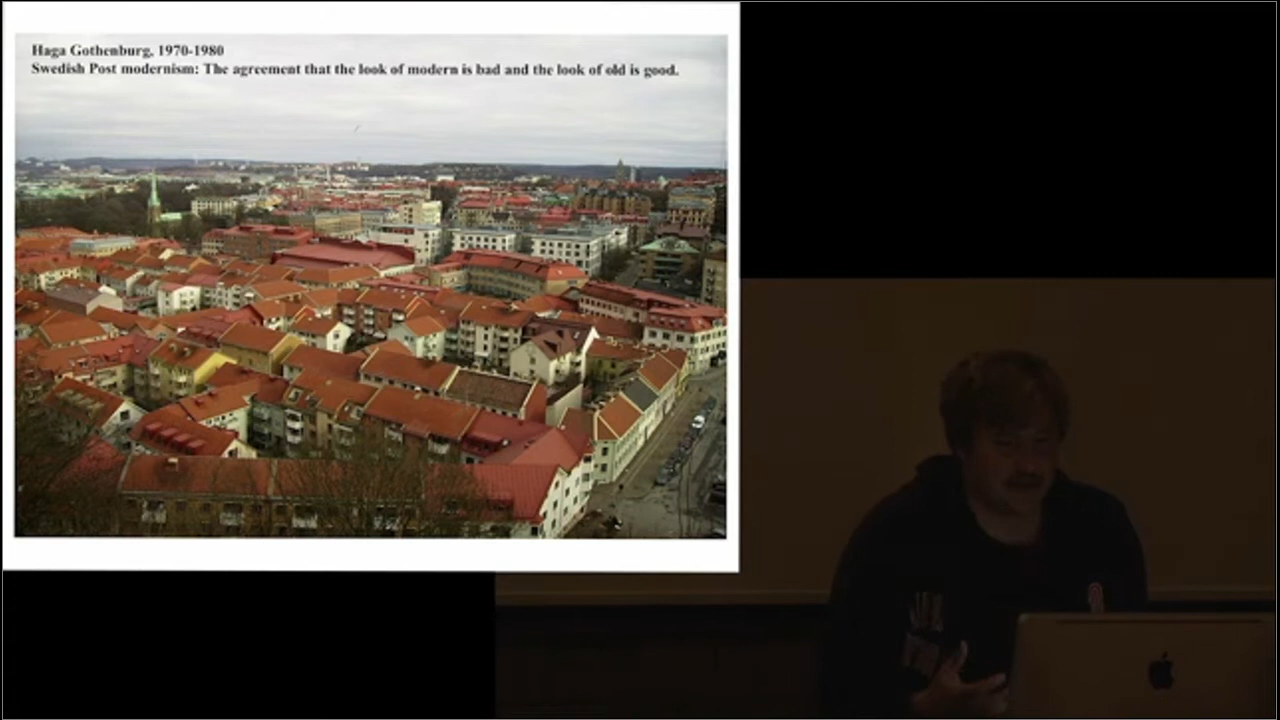 Haga Gothenburg, 1970-1980
Swedish Post modernism: The agreement that the look of modern is bad and the look of old is good.